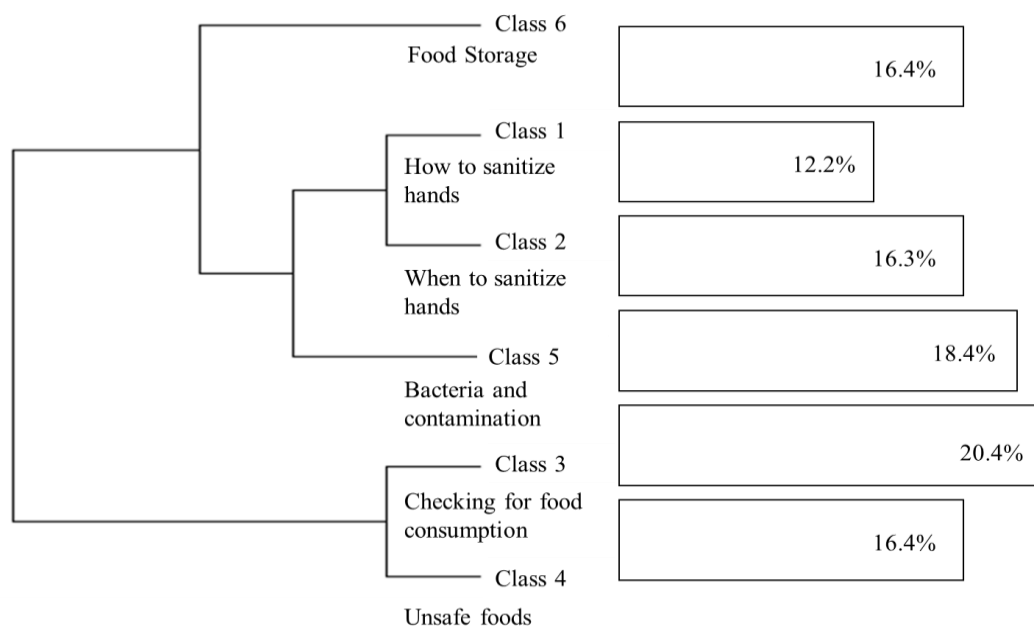 Class 6
Food Storage
16.4%
Class 1
How to sanitize
hands
12.2%
Class 2
When to sanitize
hands
16.3%
Class 5
Bacteria and
contamination
18.4%
Class 3
Checking for food
consumption
20.4%
Class 4
Unsafe foods
16.4%